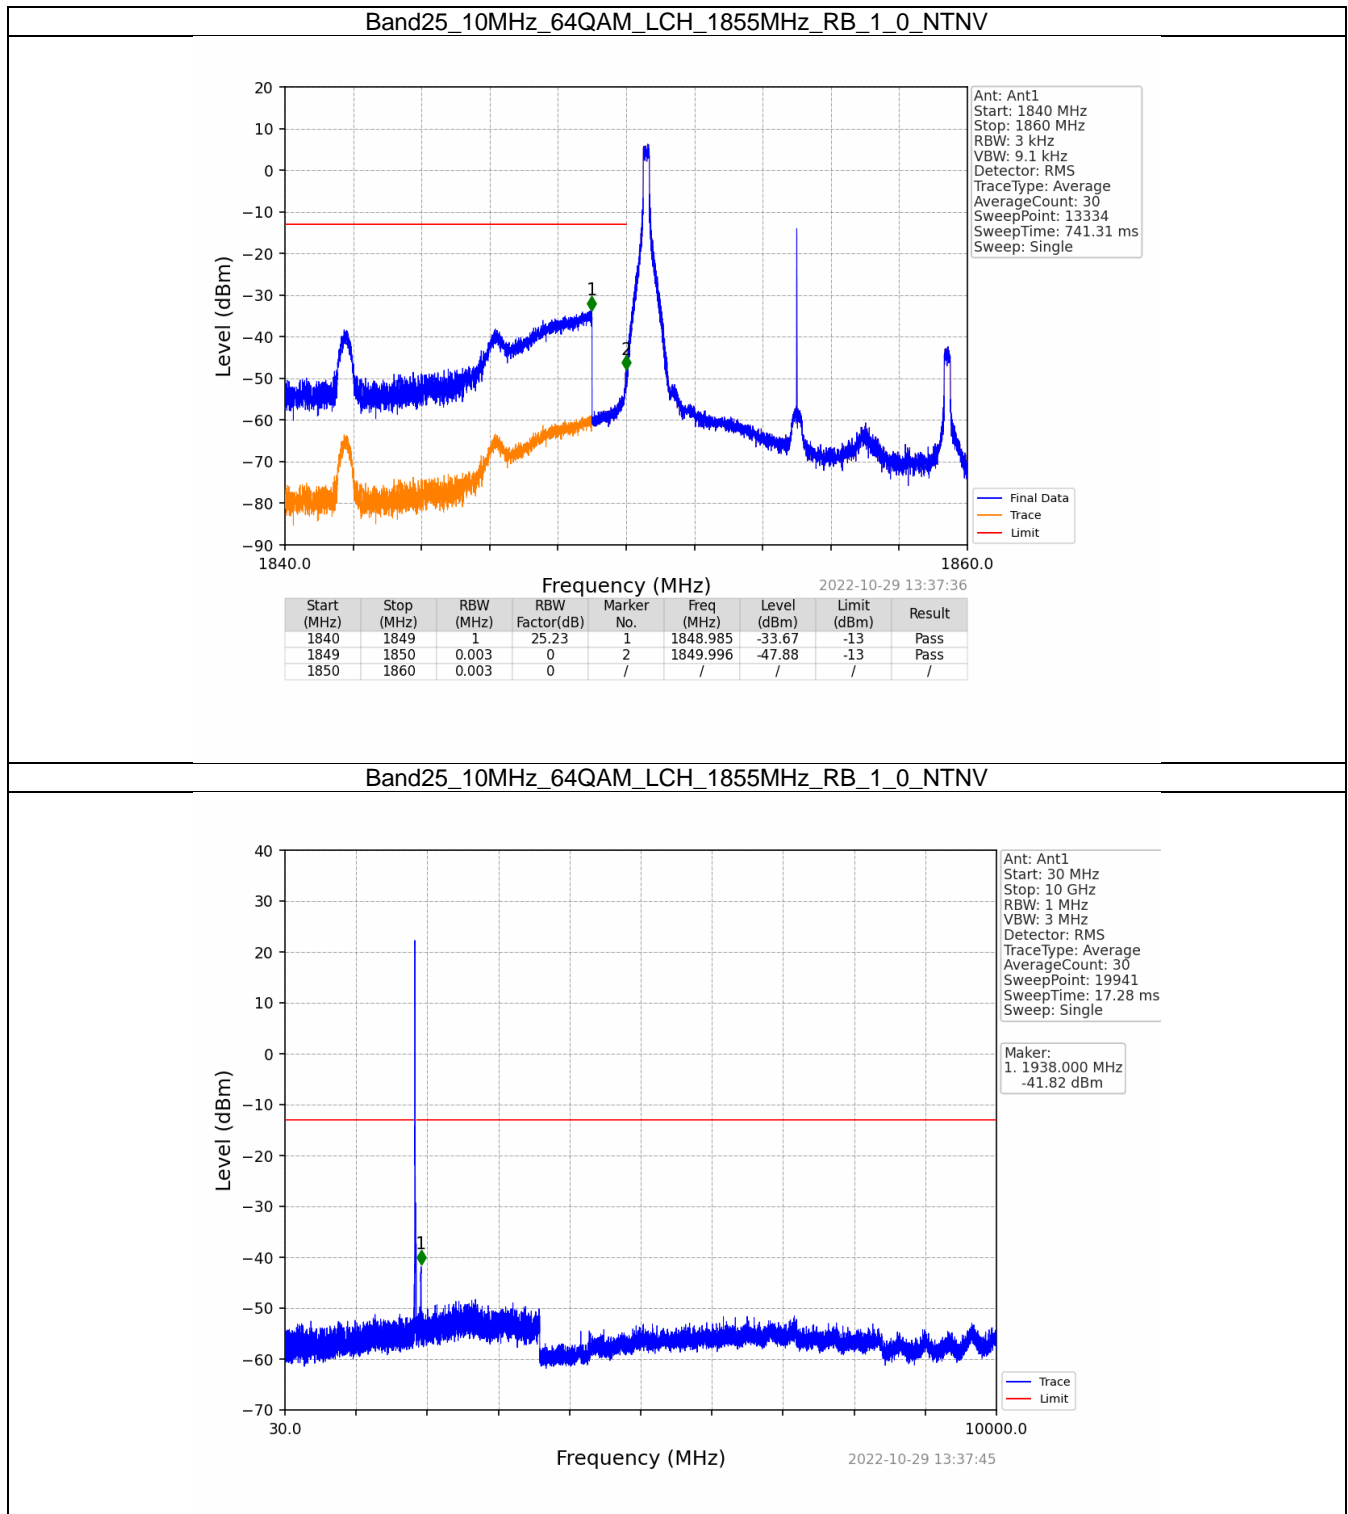 Band25_10MHz_64QAM_LCH_1855MHz_RB_1_0_NTNV
20
10
0
−10
−20
−30
−40
−50
−60
−70
−80
−90
Level (dBm)
1
2
1840.0
1860.0
Frequency (MHz)
2022-10-29 13:37:36
Ant: Ant1
Start: 1840 MHz
Stop: 1860 MHz
RBW: 3 kHz
VBW: 9.1 kHz
Detector: RMS
TraceType: Average
AverageCount: 30
SweepPoint: 13334
SweepTime: 741.31 ms
Sweep: Single
Final Data
Trace
Limit
Start (MHz) Stop (MHz) RBW (MHz) RBW Factor(dB) Marker No. Freq (MHz) Level (dBm) Limit (dBm) Result
1840 1849 1 25.23 1 1848.985 -33.67 -13 Pass
1849 1850 0.003 0 2 1849.996 -47.88 -13 Pass
1850 1860 0.003 0 / / / / /
Band25_10MHz_64QAM_LCH_1855MHz_RB_1_0_NTNV
40
30
20
10
0
−10
−20
−30
−40
−50
−60
−70
Level (dBm)
1
30.0
10000.0
Frequency (MHz)
2022-10-29 13:37:45
Ant: Ant1
Start: 30 MHz
Stop: 10 GHz
RBW: 1 MHz
VBW: 3 MHz
Detector: RMS
TraceType: Average
AverageCount: 30
SweepPoint: 19941
SweepTime: 17.28 ms
Sweep: Single
Maker:
1. 1938.000 MHz
-41.82 dBm
Trace
Limit